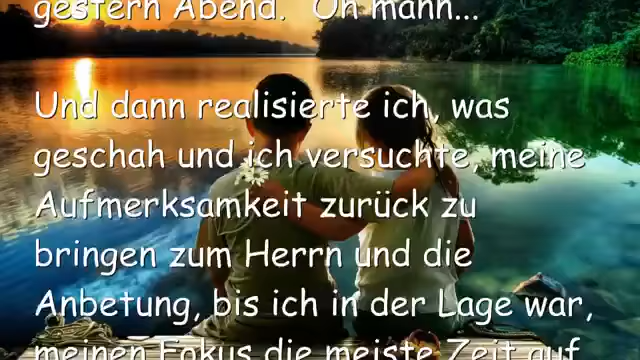 gestern Abend." Oh mann...
Und dann realisierte ich, was
geschah und ich versuchte, meine
Aufmerksamkeit zurück zu
bringen zum Herrn und die
Anbetung, bis ich in der Lage war,
meinen Fokus die meiste Zeit auf